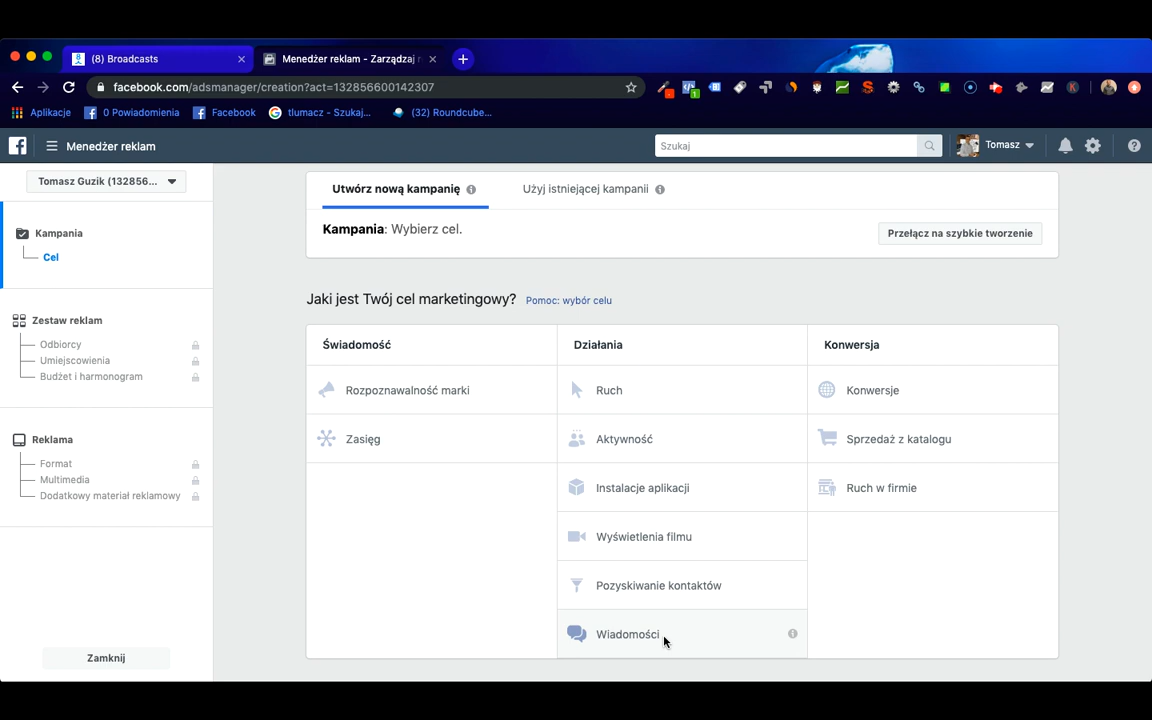 (8) Broadcasts
Menedżer reklam - Zarządzaj
facebook.com/adsmanager/creation?act=132856600142307
1
Aplikacje
0 Powiadomienia
Facebook
tlumacz - Szukaj...
(32) Roundcube...
Menedżer reklam
Szukaj
Tomasz
Tomasz Guzik (132856...
Utwórz nową kampanię
Użyj istniejącej kampanii
Kampania: Wybierz cel.
Przełącz na szybkie tworzenie
Kampania
Cel
Jaki jest Twój cel marketingowy? Pomoc: wybór celu
Zestaw reklam
Odbiorcy
Umiejscowienia
Budżet i harmonogram
Reklama
Format
Multimedia
Dodatkowy materiał reklamowy
Zamknij
Świadomość
Działania
Konwersja
Rozpoznawalność marki
Ruch
Konwersje
Zasięg
Aktywność
Sprzedaż z katalogu
Instalacje aplikacji
Ruch w firmie
Wyświetlenia filmu
Pozyskiwanie kontaktów
Wiadomości